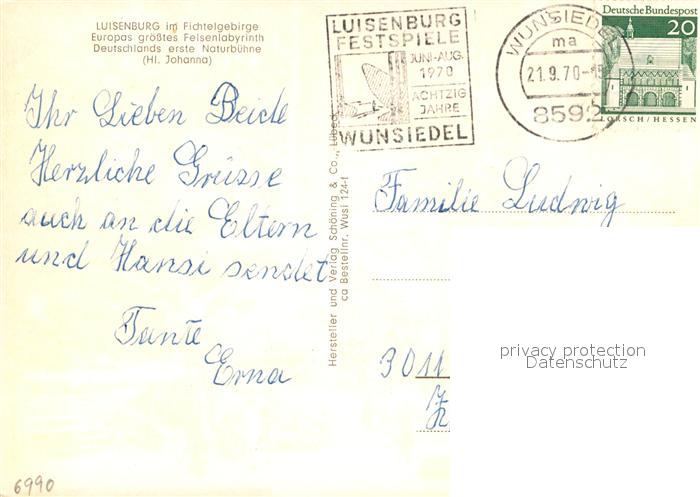 LUISENBURG im Fichtelgebirge
Europas größtes Felsenlabyrinth
Deutschlands erste Naturbühne
(Hl. Johanna)
Ihr Lieben Beide
Herzliche Grüsse
auch an die Eltern
und Hansi sendet
Tante
Erna
6990
Hersteller und Verlag Schöning & Co., Lübeck
ca Bestellnr. Wusi 124-f
LUISENBURG
FESTSPIELE
JUNI-AUG.
1970
ACHTZIG
JAHRE
WUNSIEDEL
WUNSIEDEL
ma
21.9.70
8592
Deutsche Bundespost
20
LORSCH/HESSEN
Familie Ludwig
3011
privacy protection
Datenschutz